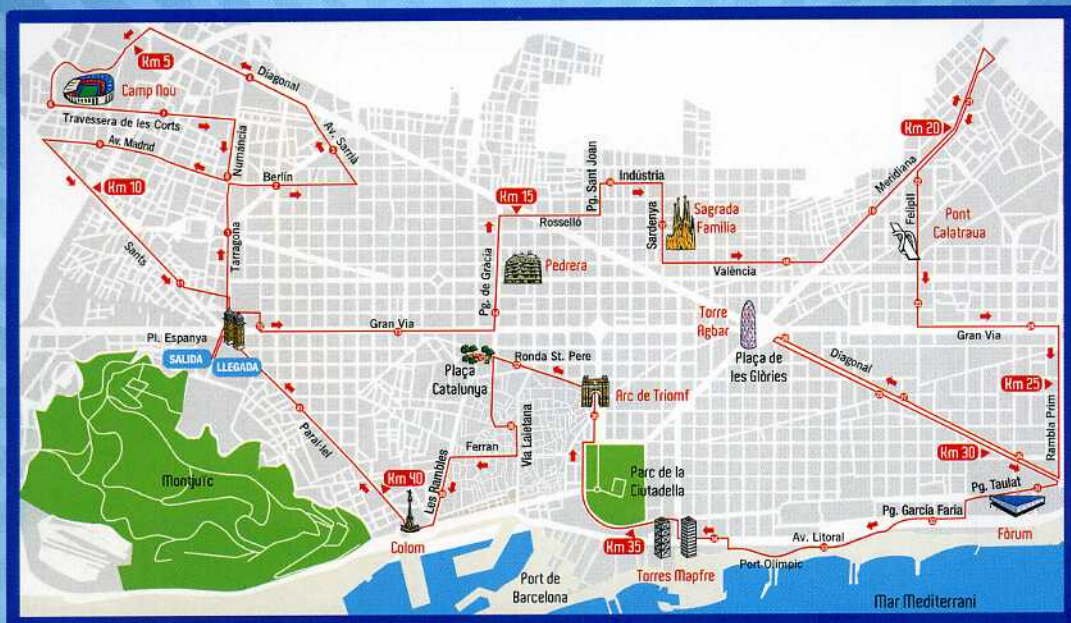 Km 5
Diagonal
Camp Nou
Travessera de les Corts
Av. Madrid
Numància
Av. Sarrià
Berlín
Km 10
Sants
Tarragona
Pl. Espanya
SALIDA
LLEGADA
Gran Via
Pg. de Gràcia
Km 15
Rosselló
Pg. Sant Joan
Indústria
Sardenya
Sagrada
Família
Pedrera
València
Meridiana
Km 20
Felip II
Pont
Calatrava
Torre
Agbar
Plaça de
les Glòries
Gran Via
Diagonal
Km 25
Rambla Prim
Km 30
Pg. Taulat
Pg. García Faria
Fòrum
Av. Litoral
Port Olímpic
Torres Mapfre
Km 35
Parc de la
Ciutadella
Arc de Triomf
Ronda St. Pere
Plaça
Catalunya
Via Laietana
Ferran
Les Rambles
Km 40
Colom
Paral·lel
Montjuïc
Port de
Barcelona
Mar Mediterrani